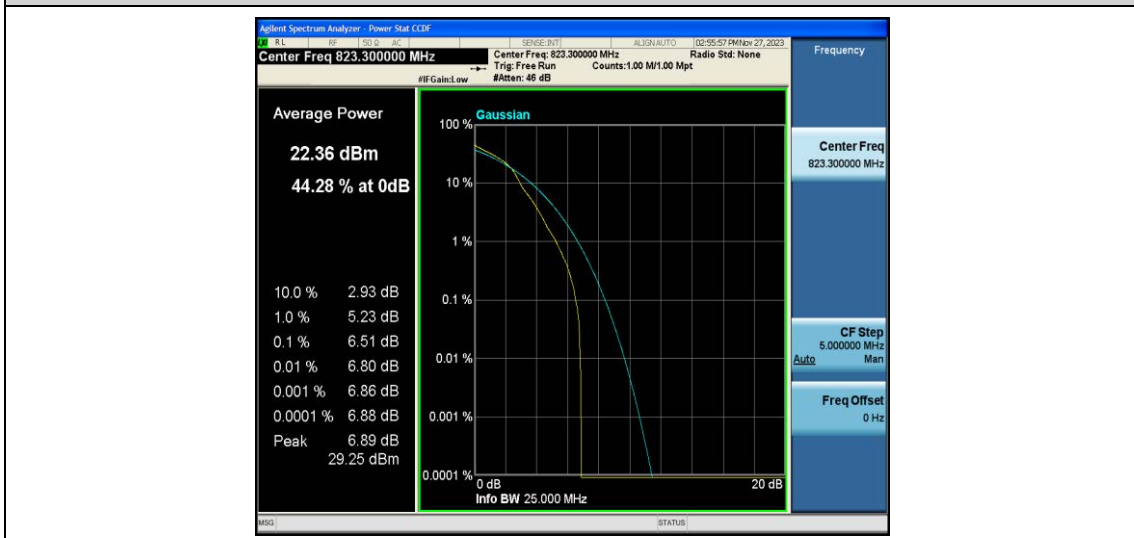 Agilent Spectrum Analyzer - Power Stat CCDF
RL RF 50 Ω AC SENSE:INT ALIGN AUTO 02:55:57 PM Nov 27, 2023
Center Freq 823.300000 MHz
Center Freq: 823.300000 MHz Radio Std: None
Trig: Free Run Counts:1.00 M/1.00 Mpt
#IFGain:Low #Atten: 46 dB
Frequency
Average Power
22.36 dBm
44.28 % at 0dB
10.0 % 2.93 dB
1.0 % 5.23 dB
0.1 % 6.51 dB
0.01 % 6.80 dB
0.001 % 6.86 dB
0.0001 % 6.88 dB
Peak 6.89 dB
29.25 dBm
Gaussian
100 %
10 %
1 %
0.1 %
0.01 %
0.001 %
0.0001 %
0 dB 20 dB
Info BW 25.000 MHz
Center Freq
823.300000 MHz
CF Step
5.000000 MHz
Auto Man
Freq Offset
0 Hz
MSG STATUS